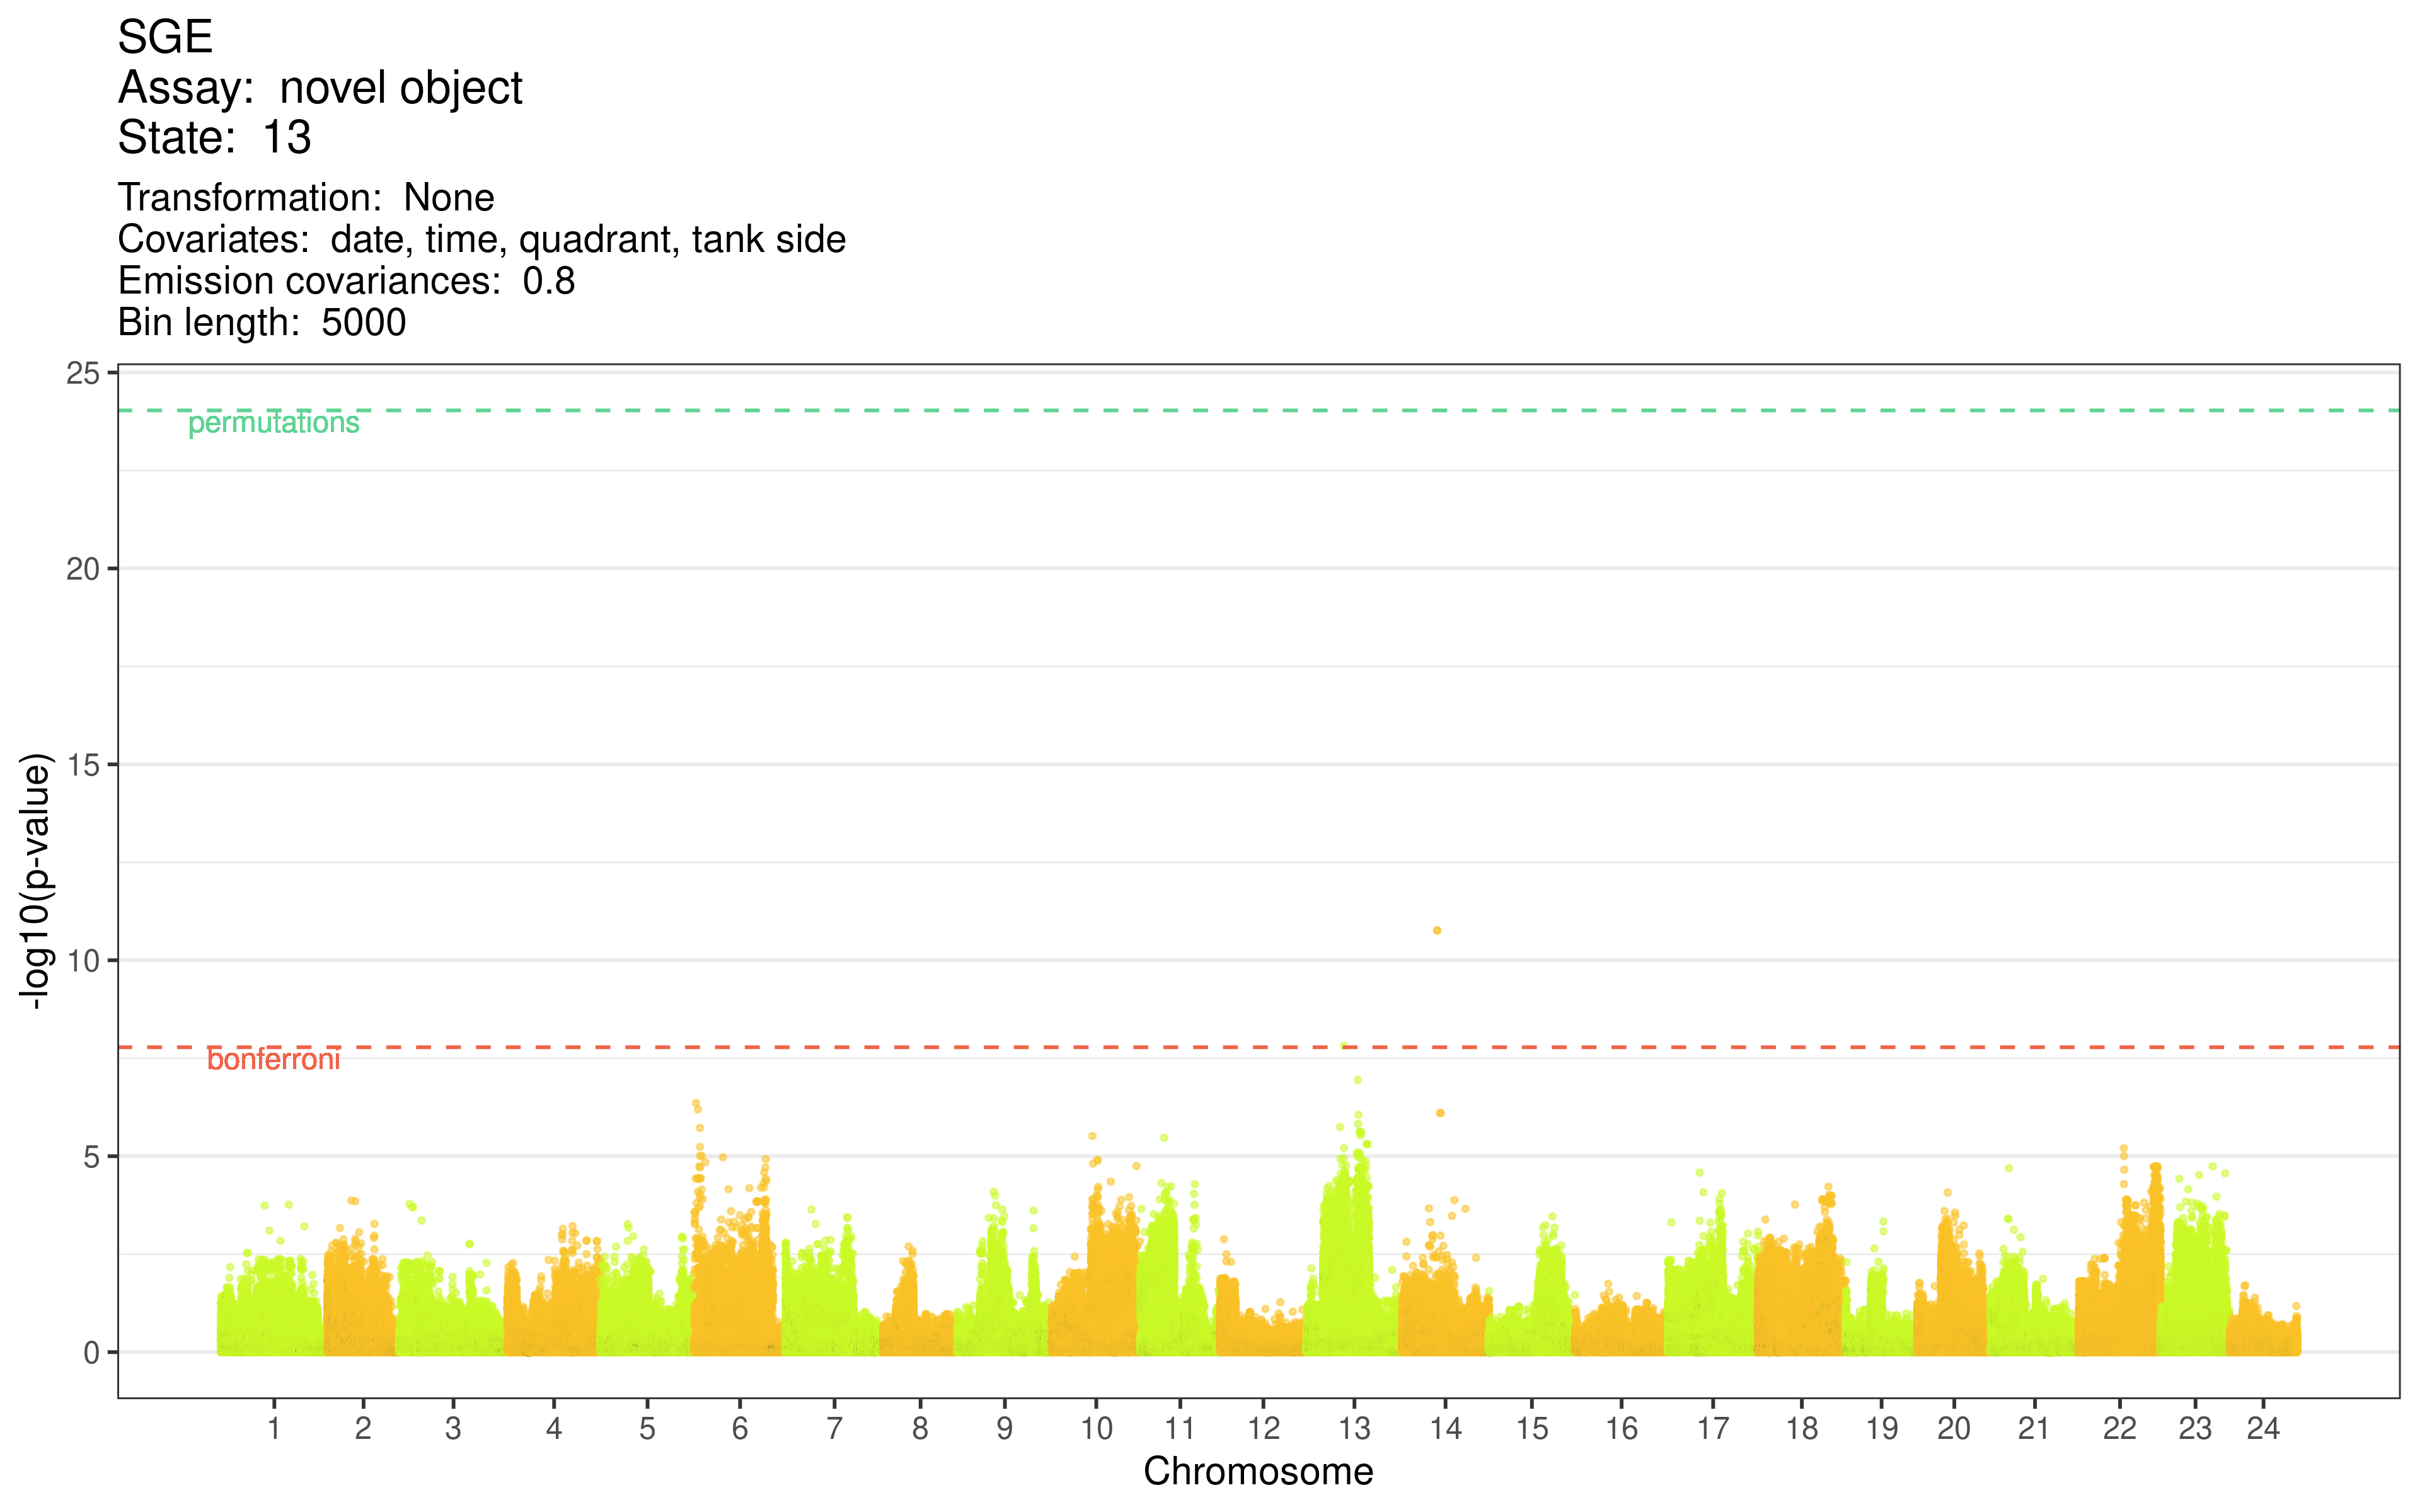 SGE
Assay:  novel object
State:  13
Transformation:  None
Covariates:  date, time, quadrant, tank side
Emission covariances:  0.8
Bin length:  5000
25
permutations
20
15
10
bonferroni
5
0
-log10(p-value)
1 2 3 4 5 6 7 8 9 10 11 12 13 14 15 16 17 18 19 20 21 22 23 24
Chromosome